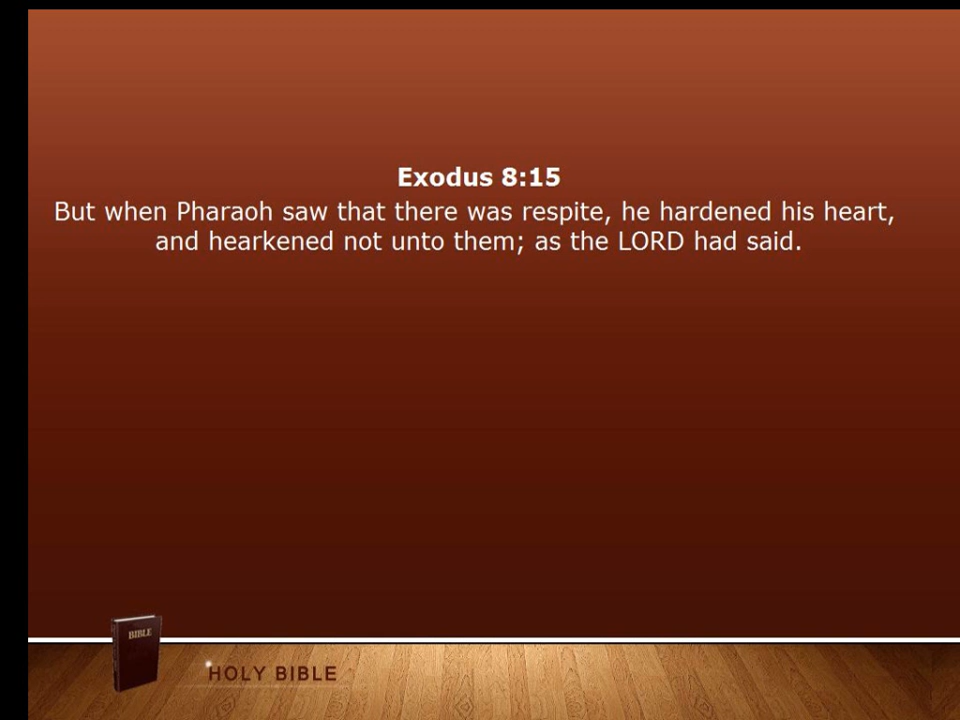 Exodus 8:15
But when Pharaoh saw that there was respite, he hardened his heart,
and hearkened not unto them; as the LORD had said.
BIBLE
HOLY BIBLE